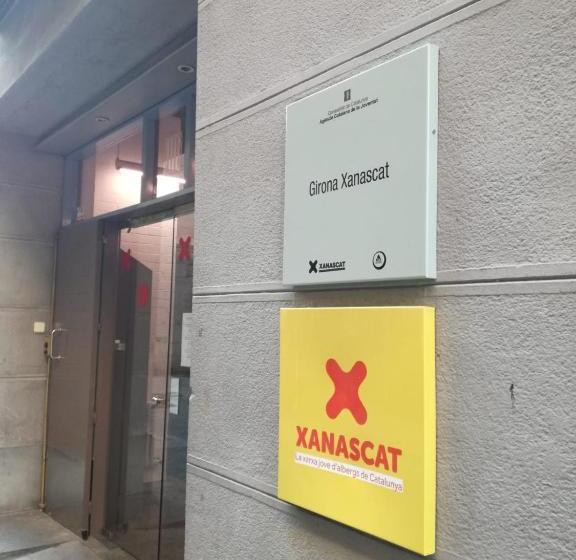 Generalitat de Catalunya
Agència Catalana de la Joventut
Girona Xanascat
XANASCAT
XANASCAT
La xarxa jove d'albergs de Catalunya